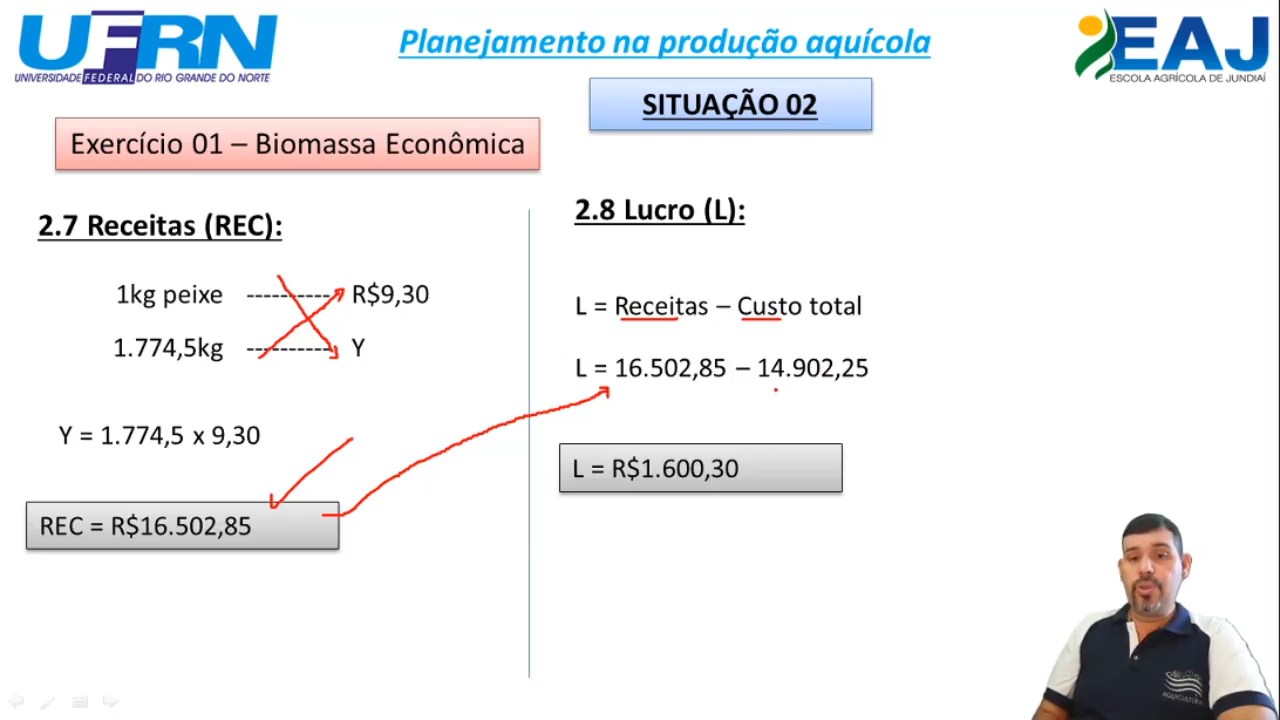 UFRN
UNIVERSIDADE FEDERAL DO RIO GRANDE DO NORTE
Planejamento na produção aquícola
EAJ
ESCOLA AGRÍCOLA DE JUNDIAÍ
SITUAÇÃO 02
Exercício 01 – Biomassa Econômica
2.7 Receitas (REC):
1kg peixe ---------- R$9,30
1.774,5kg ---------- Y
Y = 1.774,5 x 9,30
REC = R$16.502,85
2.8 Lucro (L):
L = Receitas – Custo total
L = 16.502,85 – 14.902,25
L = R$1.600,30